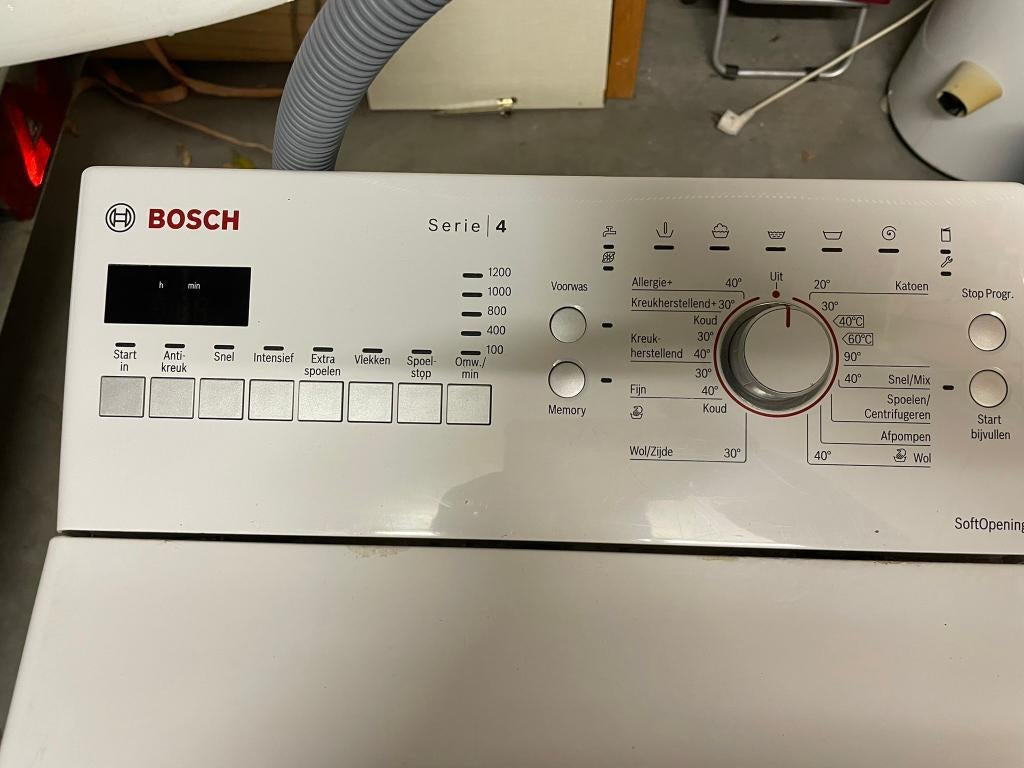 BOSCH
Serie | 4
h min
1200
1000
800
400
100
Start in
Anti-
kreuk
Snel
Intensief
Extra
spoelen
Vlekken
Spoel-
stop
Omw./
min
Voorwas
Memory
Uit
Allergie+ 40°
Kreukherstellend+ 30°
Koud
Kreuk- 30°
herstellend 40°
30°
Fijn 40°
Koud
Wol/Zijde 30°
20° Katoen
30°
40°C
60°C
90°
40° Snel/Mix
Spoelen/
Centrifugeren
Afpompen
40° Wol
Stop Progr.
Start
bijvullen
SoftOpening